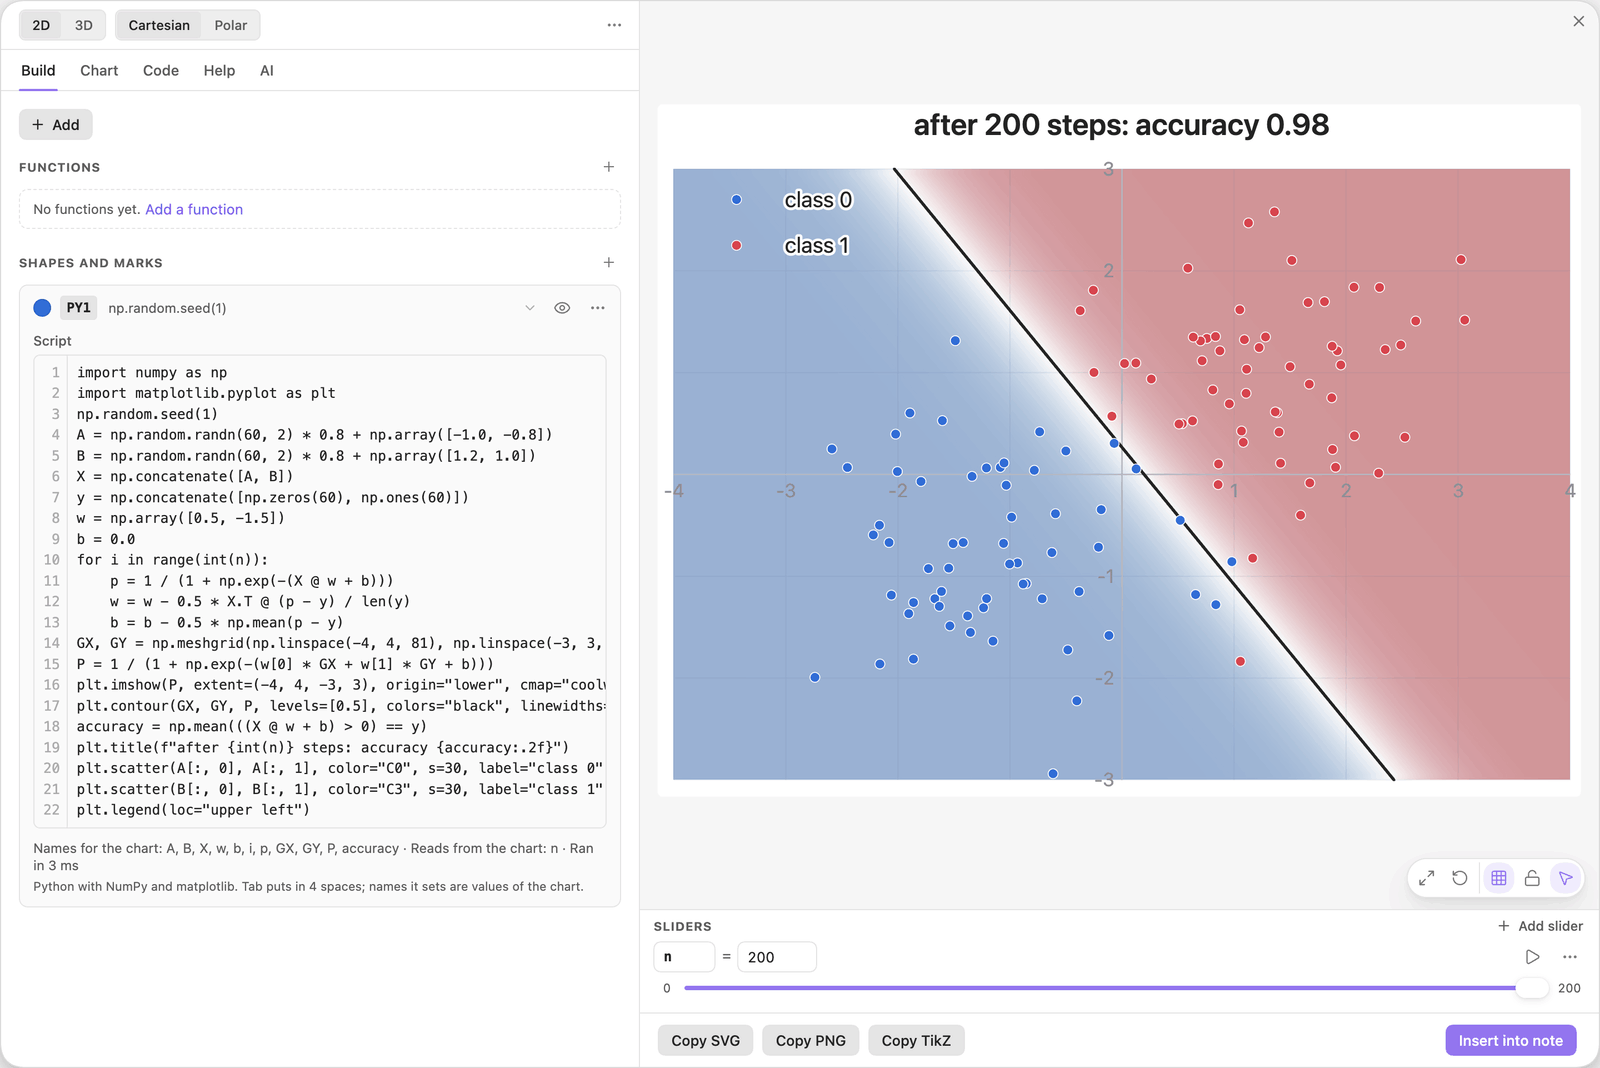 2D 3D Cartesian Polar
Build Chart Code Help AI
+ Add
FUNCTIONS
No functions yet. Add a function
SHAPES AND MARKS
PY1 np.random.seed(1)
Script
1 import numpy as np
2 import matplotlib.pyplot as plt
3 np.random.seed(1)
4 A = np.random.randn(60, 2) * 0.8 + np.array([-1.0, -0.8])
5 B = np.random.randn(60, 2) * 0.8 + np.array([1.2, 1.0])
6 X = np.concatenate([A, B])
7 y = np.concatenate([np.zeros(60), np.ones(60)])
8 w = np.array([0.5, -1.5])
9 b = 0.0
10 for i in range(int(n)):
11     p = 1 / (1 + np.exp(-(X @ w + b)))
12     w = w - 0.5 * X.T @ (p - y) / len(y)
13     b = b - 0.5 * np.mean(p - y)
14 GX, GY = np.meshgrid(np.linspace(-4, 4, 81), np.linspace(-3, 3,
15 P = 1 / (1 + np.exp(-(w[0] * GX + w[1] * GY + b)))
16 plt.imshow(P, extent=(-4, 4, -3, 3), origin="lower", cmap="cool
17 plt.contour(GX, GY, P, levels=[0.5], colors="black", linewidths=
18 accuracy = np.mean(((X @ w + b) > 0) == y)
19 plt.title(f"after {int(n)} steps: accuracy {accuracy:.2f}")
20 plt.scatter(A[:, 0], A[:, 1], color="C0", s=30, label="class 0"
21 plt.scatter(B[:, 0], B[:, 1], color="C3", s=30, label="class 1"
22 plt.legend(loc="upper left")
Names for the chart: A, B, X, w, b, i, p, GX, GY, P, accuracy · Reads from the chart: n · Ran
in 3 ms
Python with NumPy and matplotlib. Tab puts in 4 spaces; names it sets are values of the chart.
after 200 steps: accuracy 0.98
class 0
class 1
3
2
-4 -3 -2 1 2 3 4
-1
-2
-3
SLIDERS
+ Add slider
n = 200
0 200
Copy SVG Copy PNG Copy TikZ
Insert into note